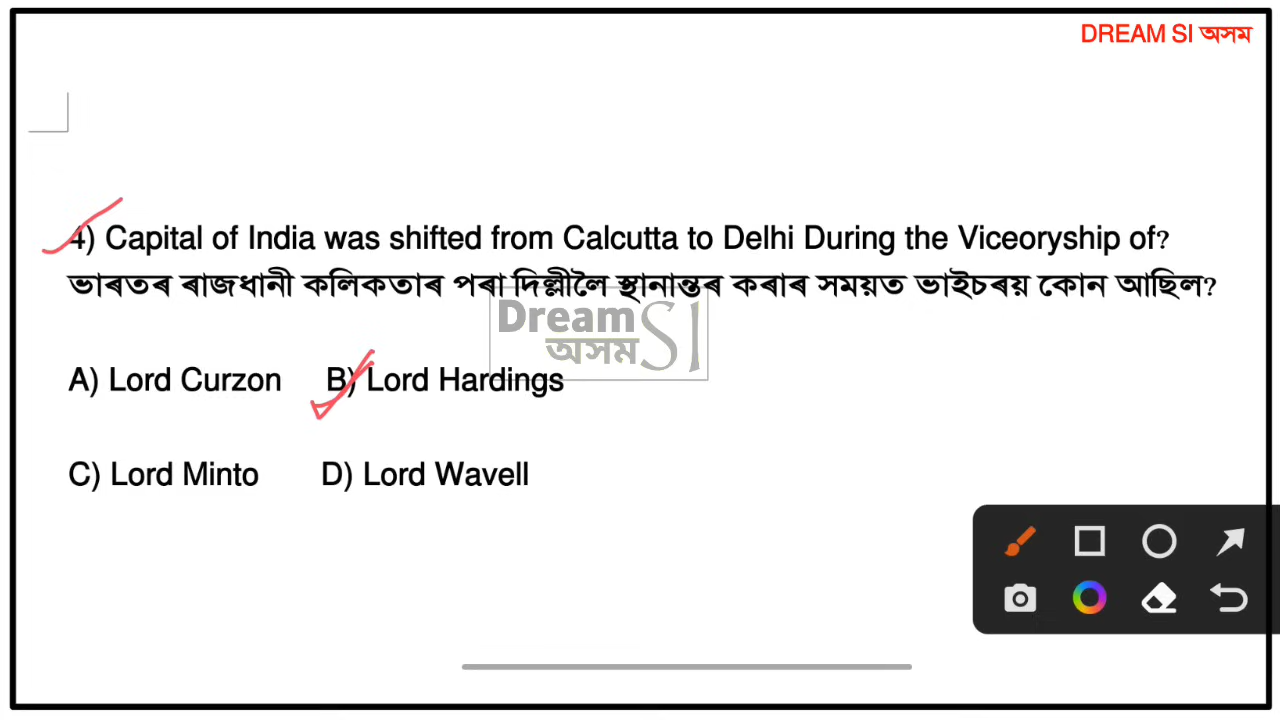 DREAM SI অসম
4) Capital of India was shifted from Calcutta to Delhi During the Viceoryship of?
ভাৰতৰ ৰাজধানী কলিকতাৰ পৰা দিল্লীলৈ স্থানান্তৰ কৰাৰ সময়ত ভাইচৰয় কোন আছিল?
Dream SI
অসম
A) Lord Curzon B) Lord Hardings
C) Lord Minto D) Lord Wavell